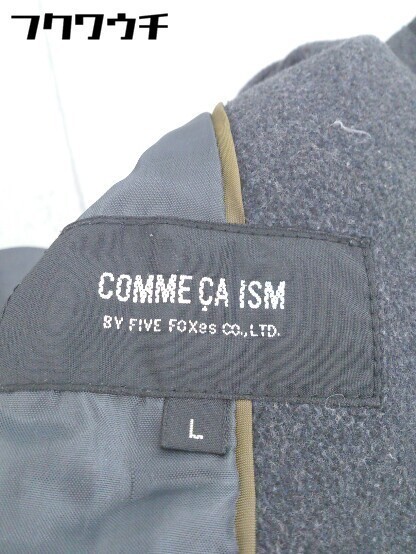 フクワウチ
COMME ÇA ISM
BY FIVE FOXes CO.,LTD.
L